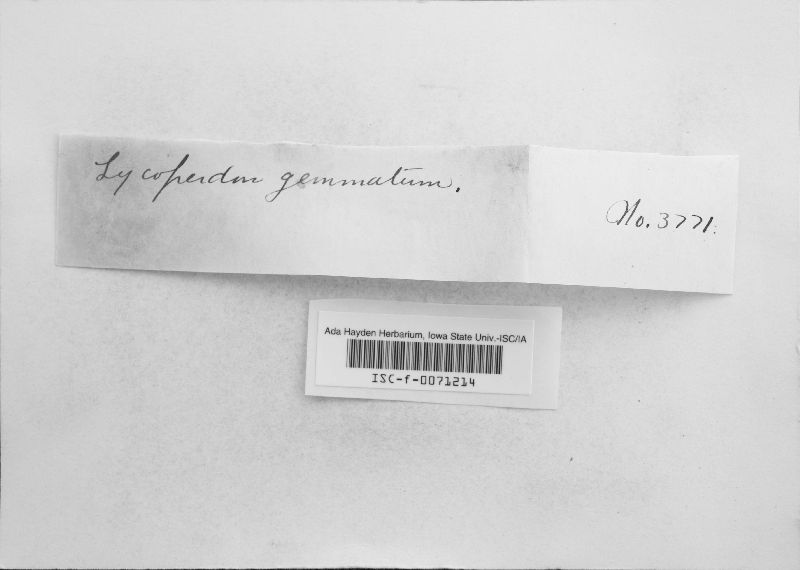 Lycoperdon gemmatum.
No. 3771.
Ada Hayden Herbarium, Iowa State Univ.-ISC/IA
ISC-f-0071214